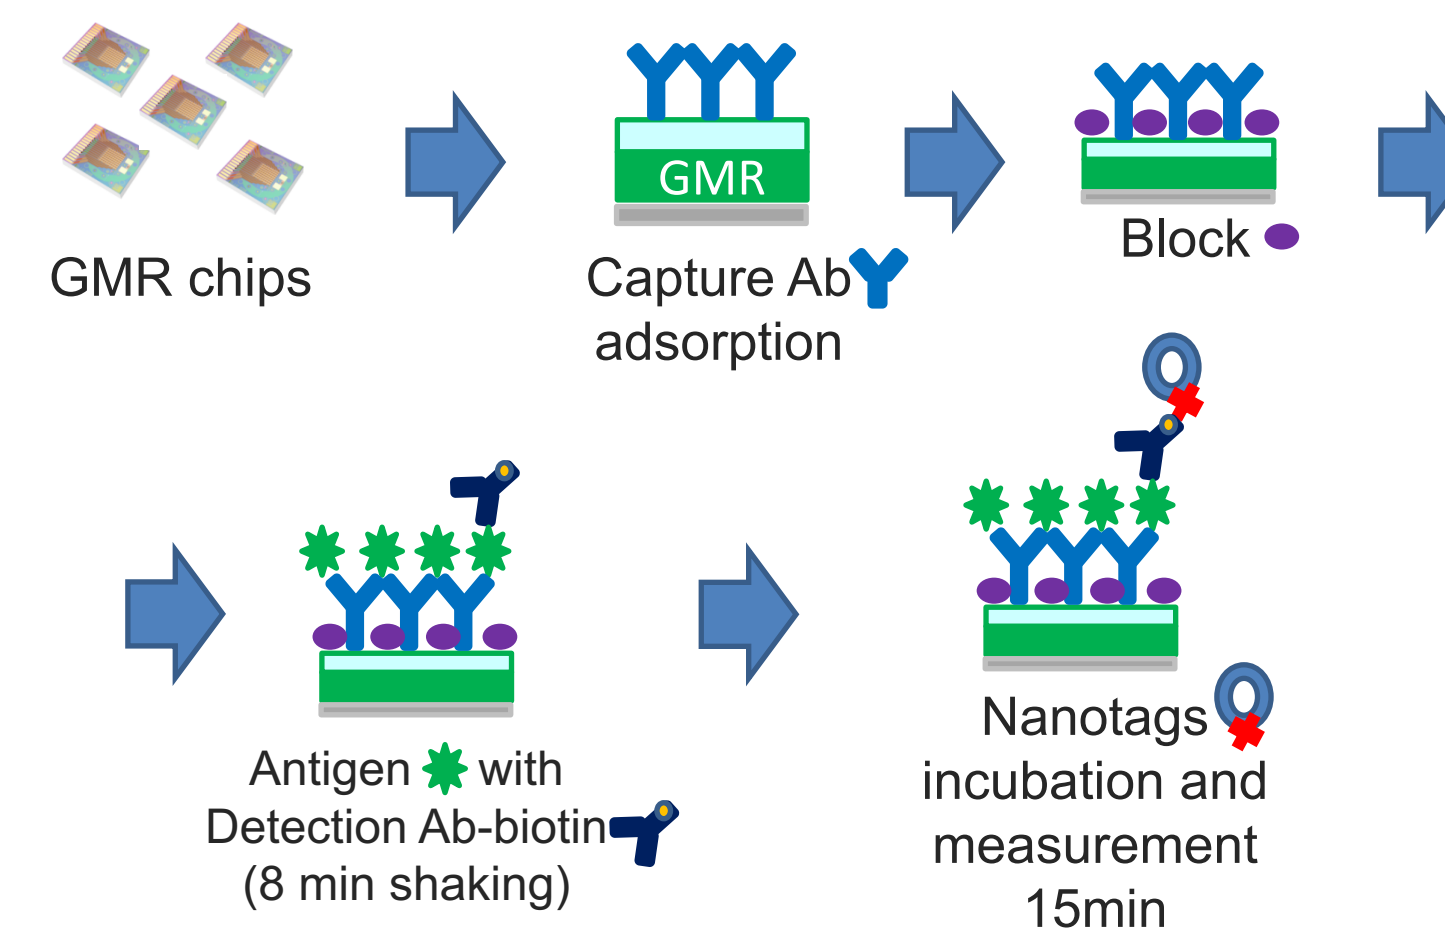 GMR chips
GMR
Capture Ab
adsorption
Block
Antigen with
Detection Ab-biotin
(8 min shaking)
Nanotags
incubation and
measurement
15min